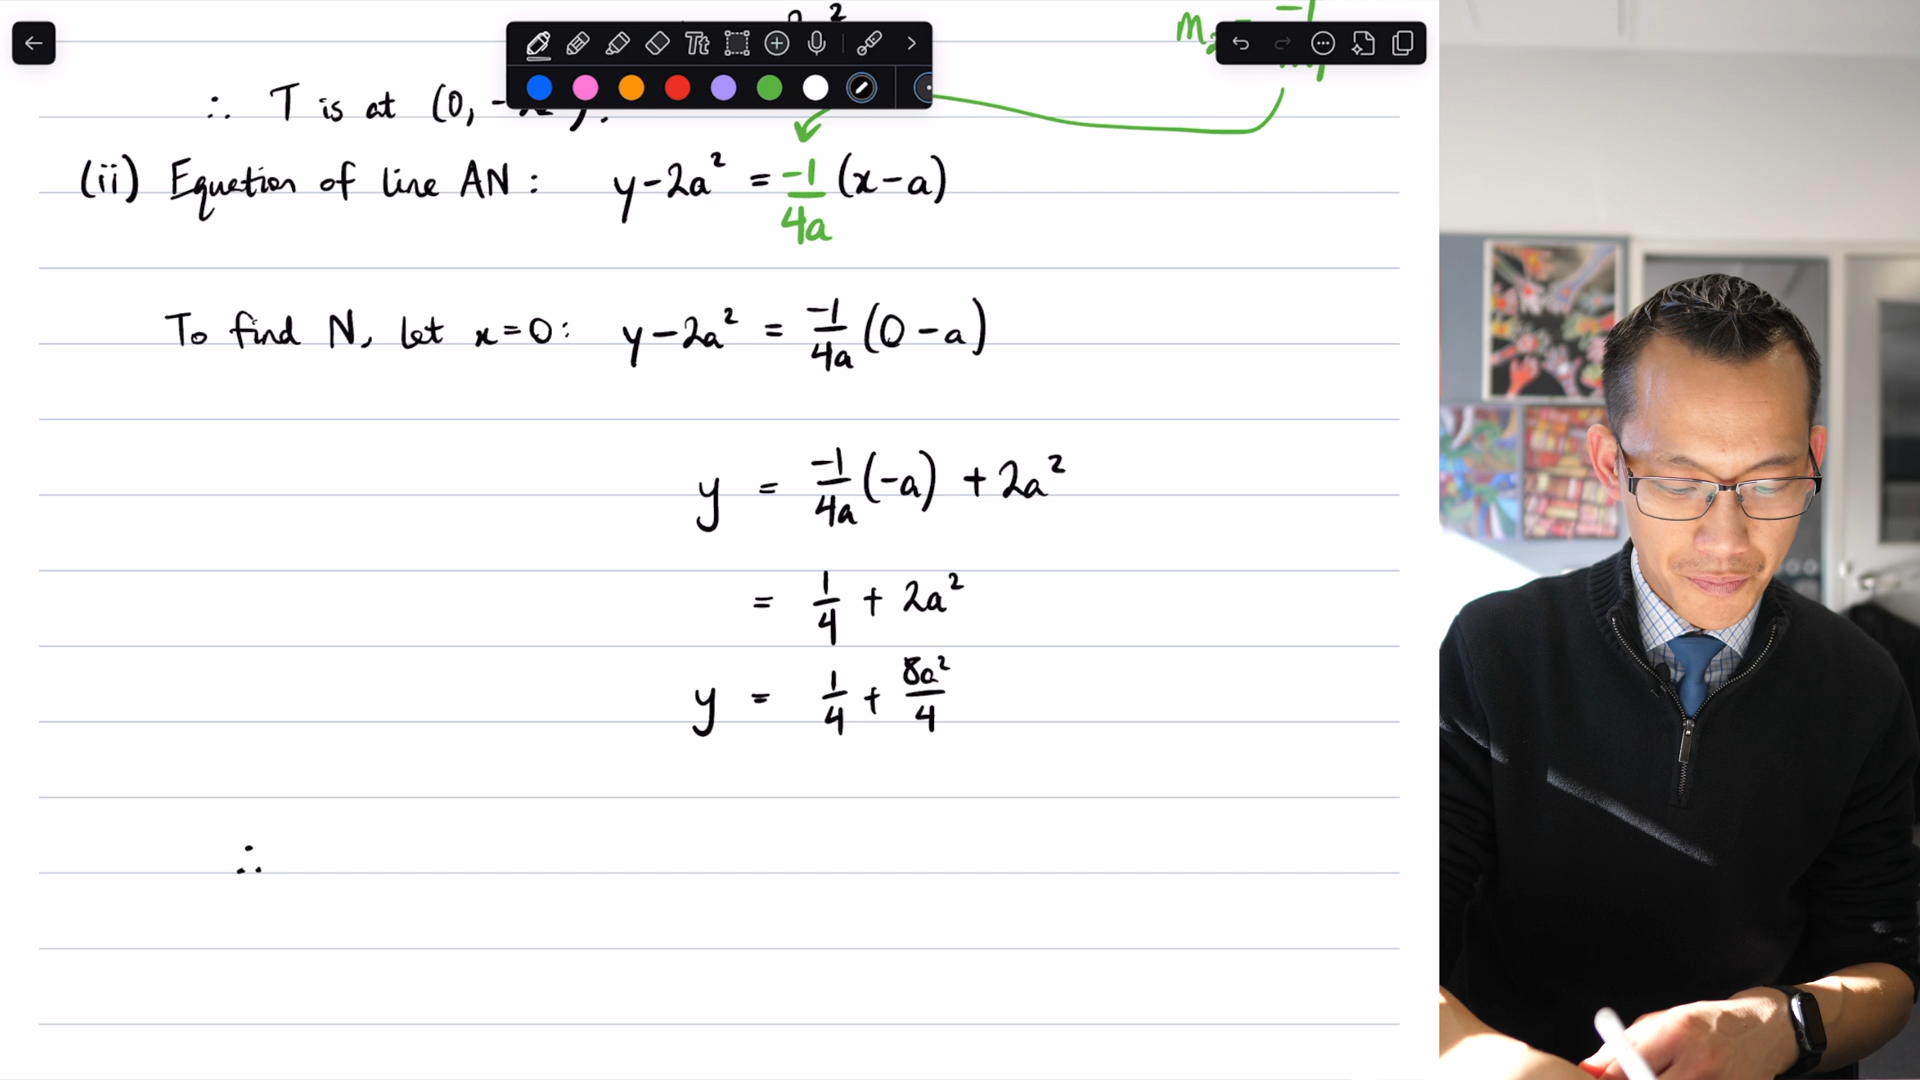 ∴ T is at (0, -
(ii) Equation of line AN : y-2a² = -1/4a (x-a)
To find N, let x=0: y-2a² = -1/4a (0-a)
y = -1/4a (-a) + 2a²
= 1/4 + 2a²
y = 1/4 + 8a²/4
∴